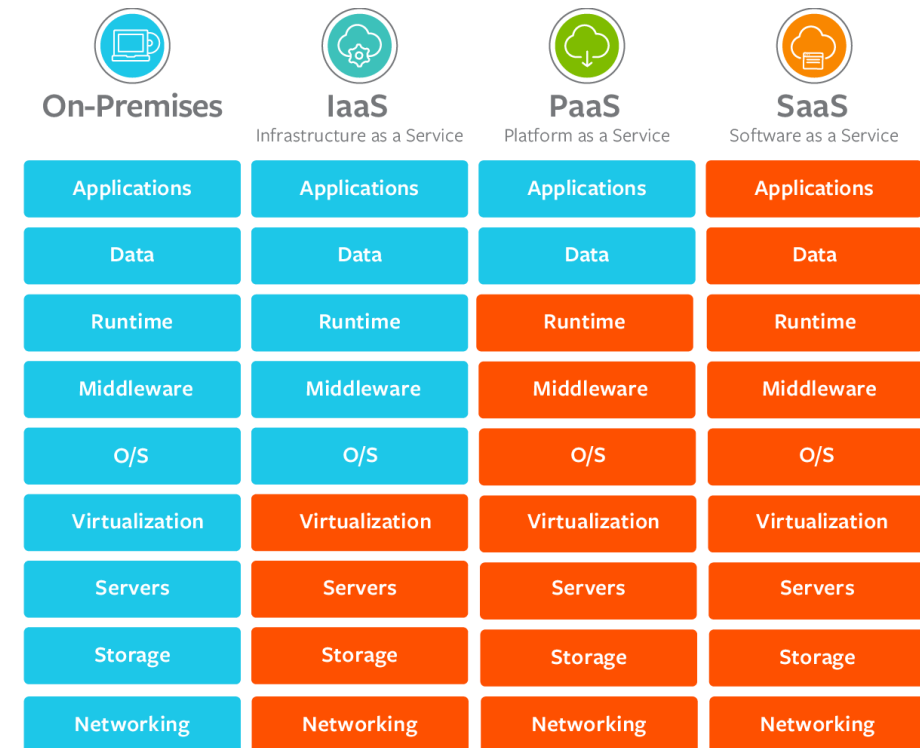 On-Premises
IaaS
Infrastructure as a Service
PaaS
Platform as a Service
SaaS
Software as a Service
Applications Applications Applications Applications
Data Data Data Data
Runtime Runtime Runtime Runtime
Middleware Middleware Middleware Middleware
O/S O/S O/S O/S
Virtualization Virtualization Virtualization Virtualization
Servers Servers Servers Servers
Storage Storage Storage Storage
Networking Networking Networking Networking